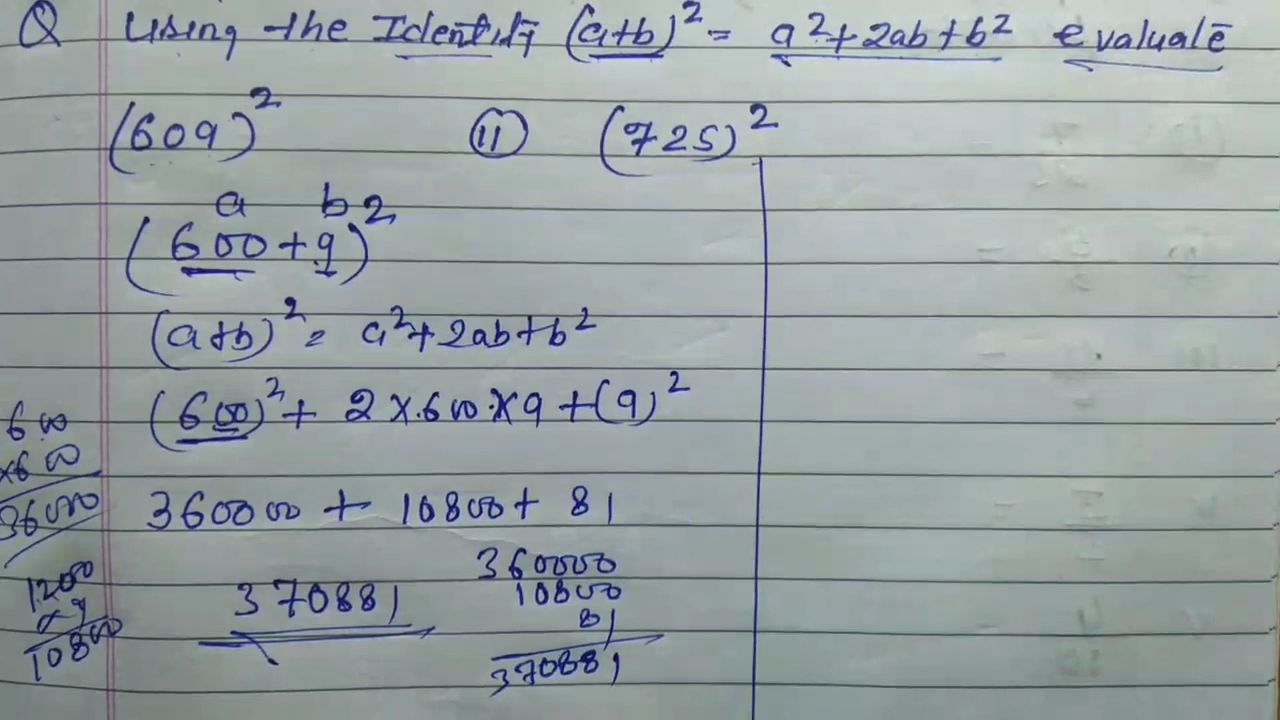 Q Using the Identity (a+b)² = a²+2ab+b² evaluate
(609)² (11) (725)²
a b
(600+9)²
(a+b)² = a²+2ab+b²
(600)² + 2×600×9+(9)²
600
×600
360000
360000 + 10800 + 81
1200
×9
10800
370881
360000
10800
81
370881